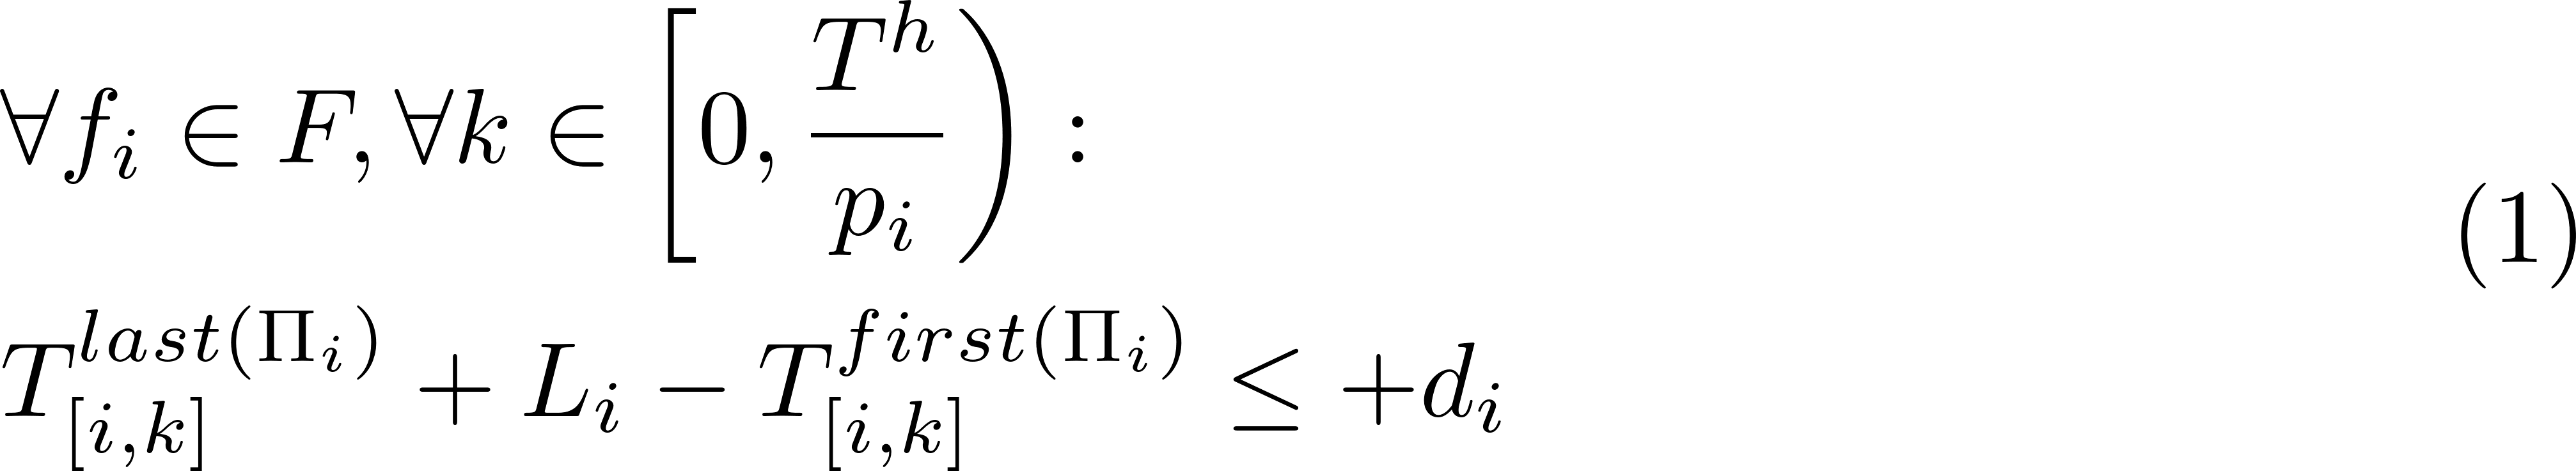 ∀f_i ∈ F, ∀k ∈ [0, T^h / p_i) :
(1)
T_{[i,k]}^{last(Π_i)} + L_i − T_{[i,k]}^{first(Π_i)} ≤ +d_i